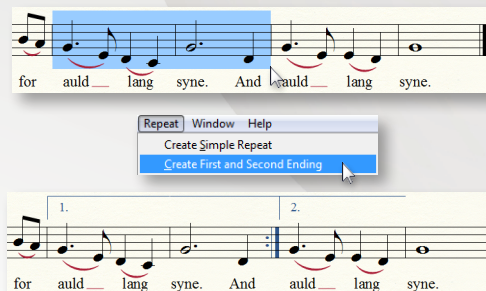 for auld lang syne. And auld lang syne.
Repeat Window Help
Create Simple Repeat
Create First and Second Ending
1. 2.
for auld lang syne. And auld lang syne.